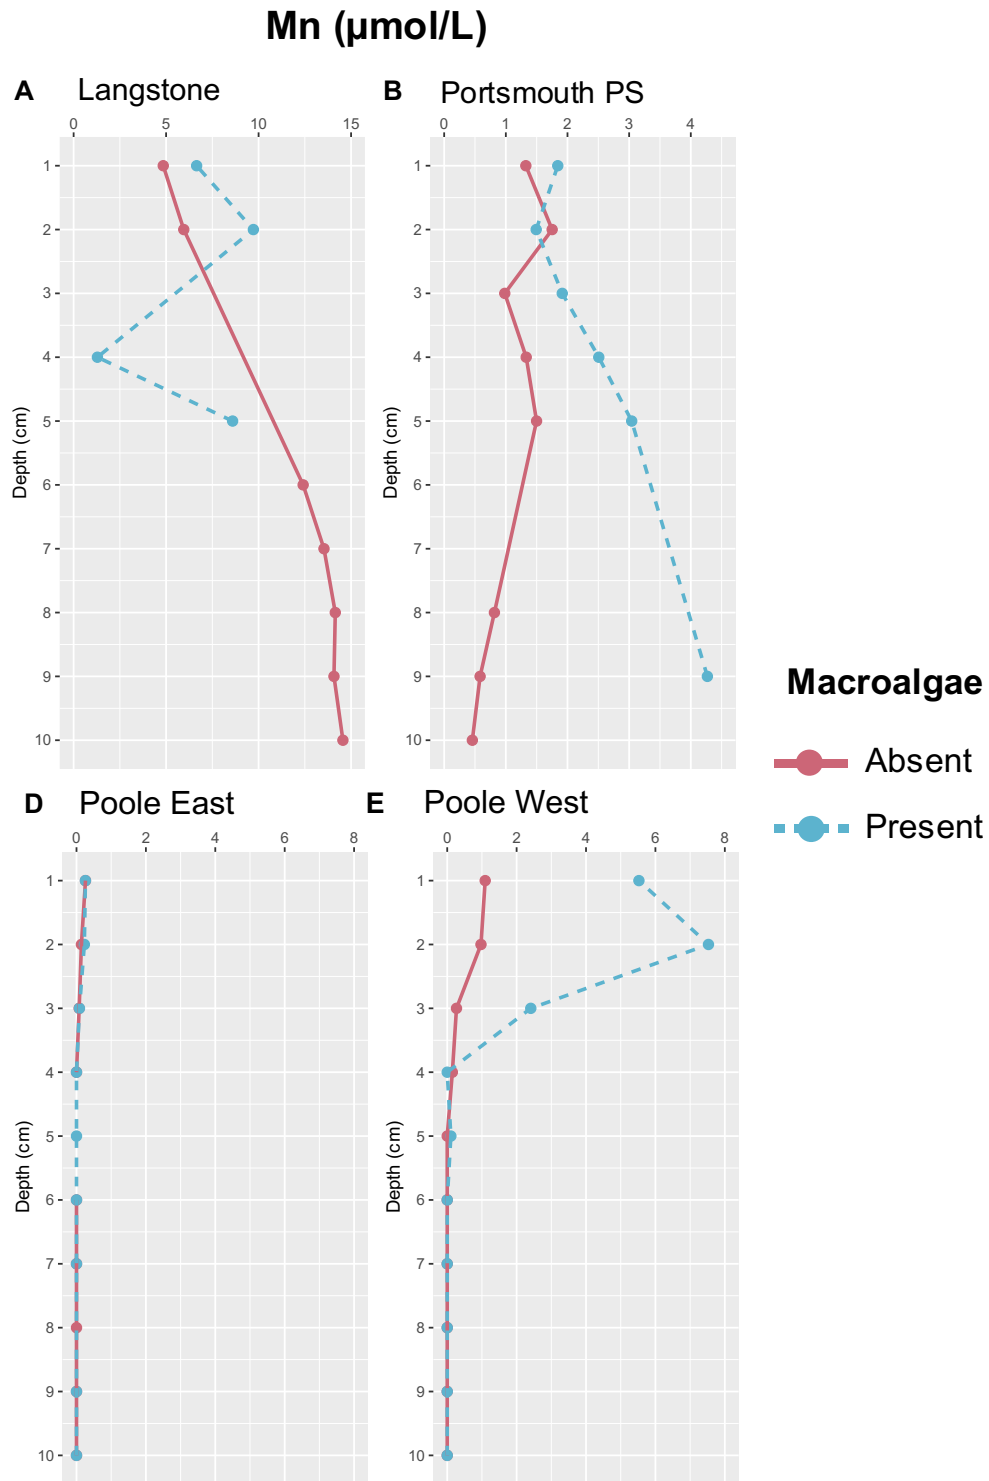 Mn (µmol/L)
A Langstone
B Portsmouth PS
0 5 10 15
0 1 2 3 4
1
2
3
4
5
6
7
8
9
10
Depth (cm)
1
2
3
4
5
6
7
8
9
10
Depth (cm)
Macroalgae
Absent
Present
D Poole East
E Poole West
0 2 4 6 8
0 2 4 6 8
1
2
3
4
5
6
7
8
9
10
Depth (cm)
1
2
3
4
5
6
7
8
9
10
Depth (cm)